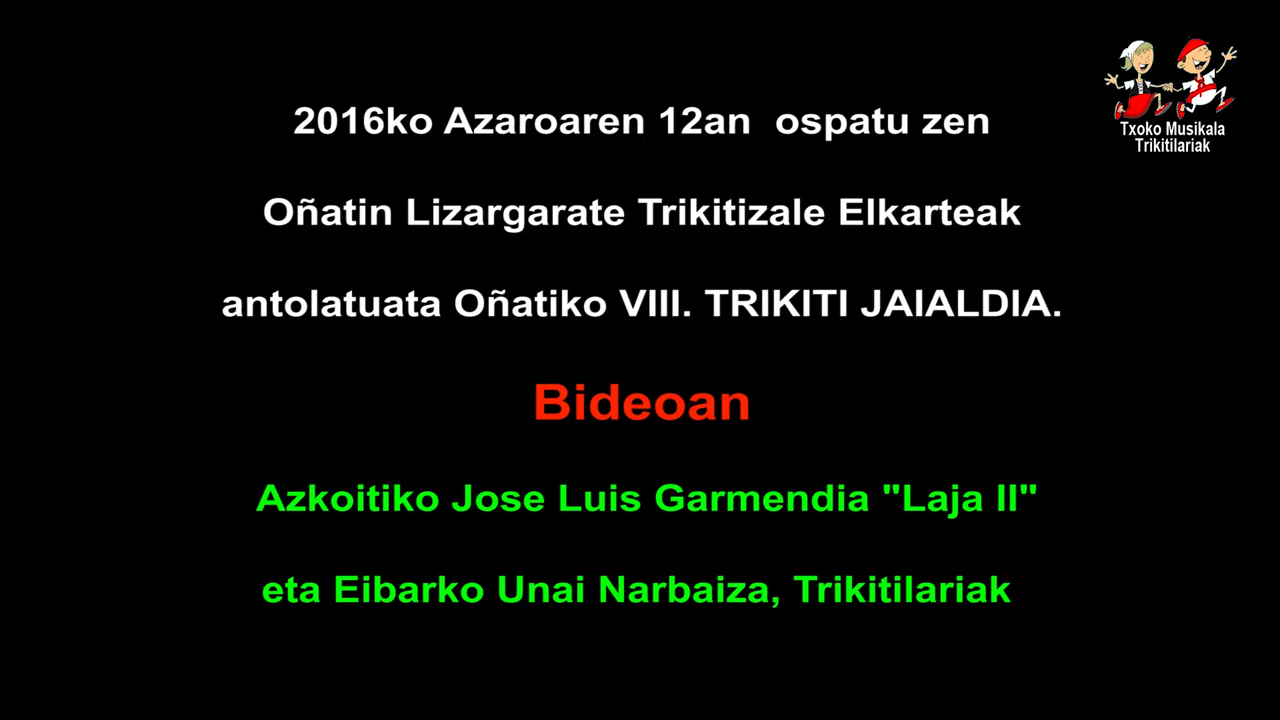 2016ko Azaroaren 12an ospatu zen
Oñatin Lizargarate Trikitizale Elkarteak
antolatuata Oñatiko VIII. TRIKITI JAIALDIA.
Bideoan
Azkoitiko Jose Luis Garmendia "Laja II"
eta Eibarko Unai Narbaiza, Trikitilariak
Txoko Musikala
Trikitilariak